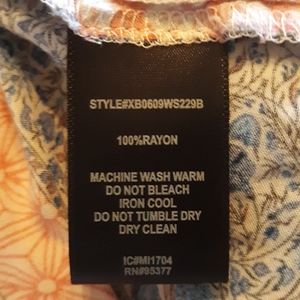 STYLE#XB0609WS229B
100%RAYON
MACHINE WASH WARM
DO NOT BLEACH
IRON COOL
DO NOT TUMBLE DRY
DRY CLEAN
IC#MI1704
RN#95377